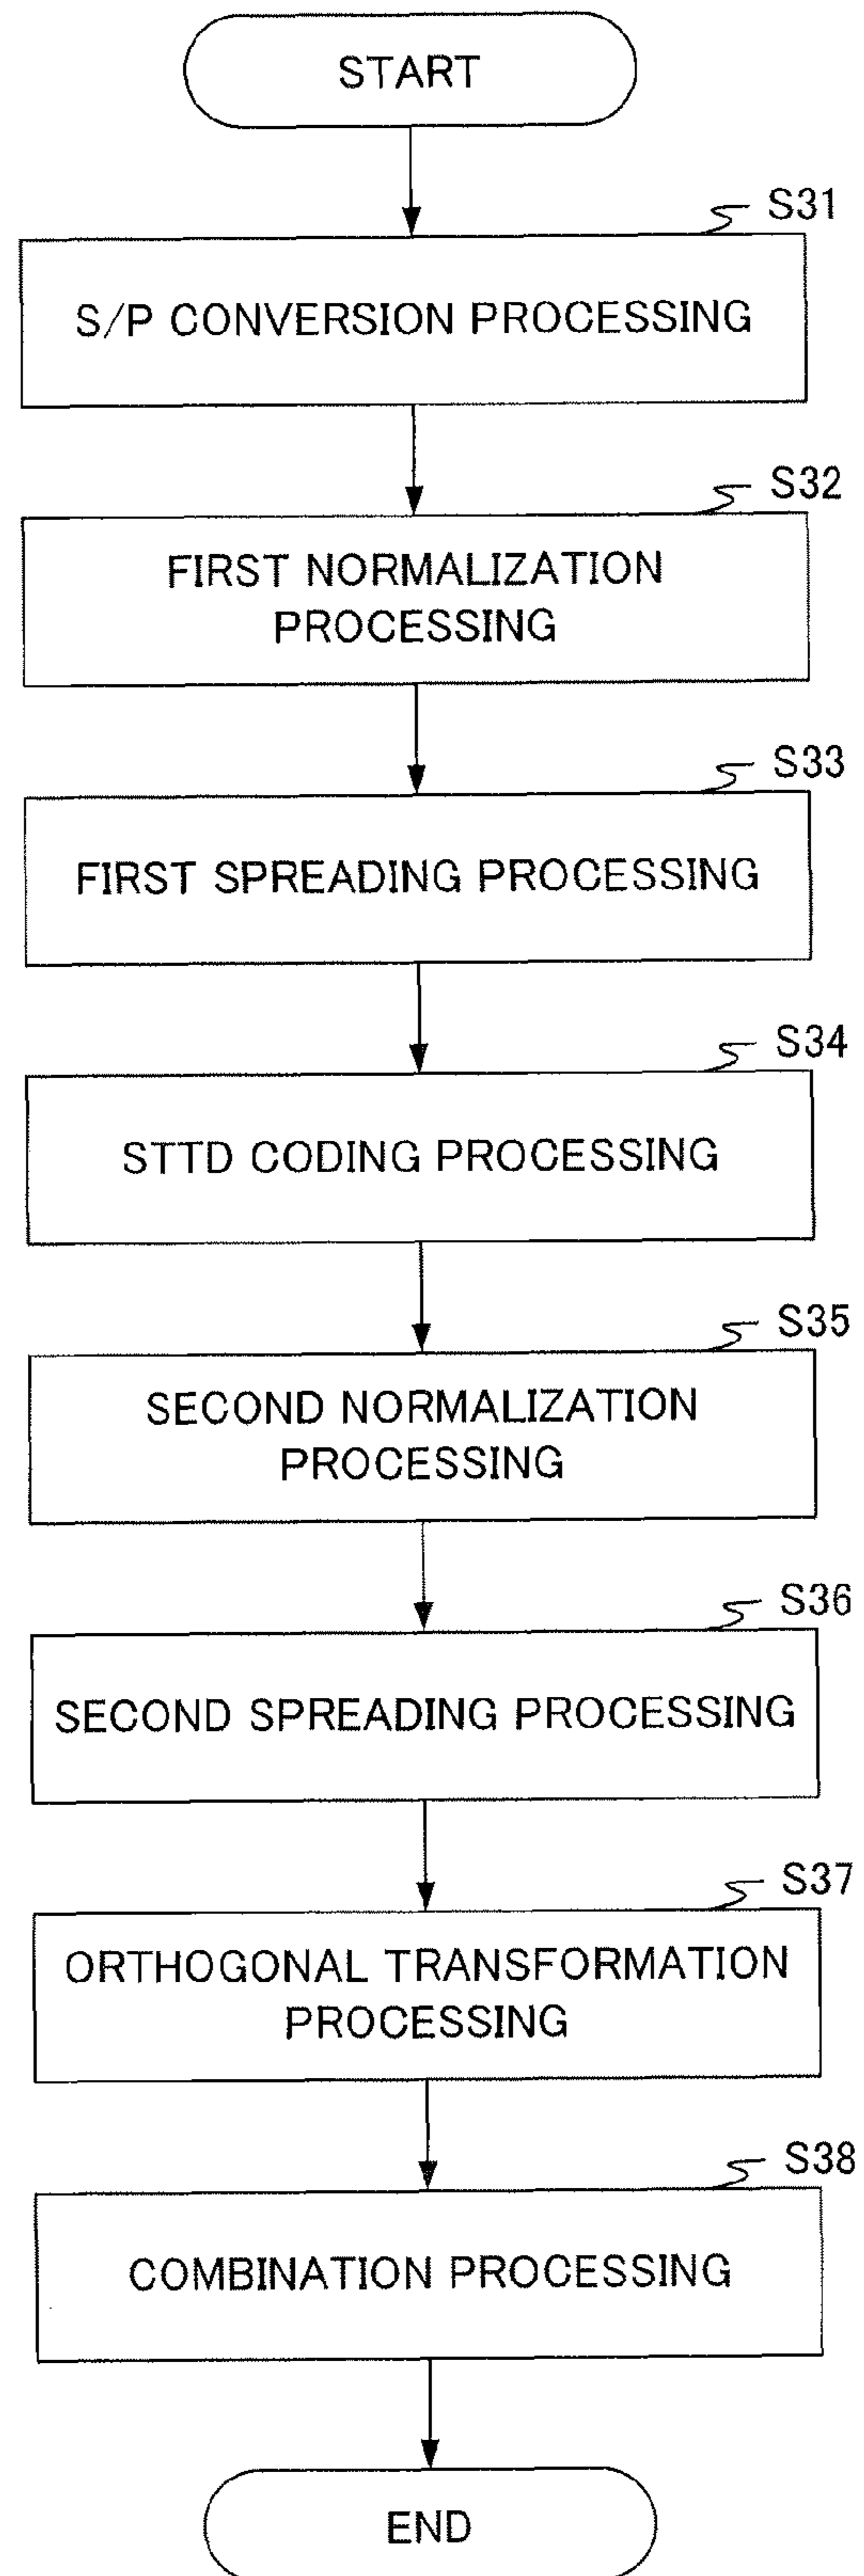 START
S31
S/P CONVERSION PROCESSING
S32
FIRST NORMALIZATION
PROCESSING
S33
FIRST SPREADING PROCESSING
S34
STTD CODING PROCESSING
S35
SECOND NORMALIZATION
PROCESSING
S36
SECOND SPREADING PROCESSING
S37
ORTHOGONAL TRANSFORMATION
PROCESSING
S38
COMBINATION PROCESSING
END